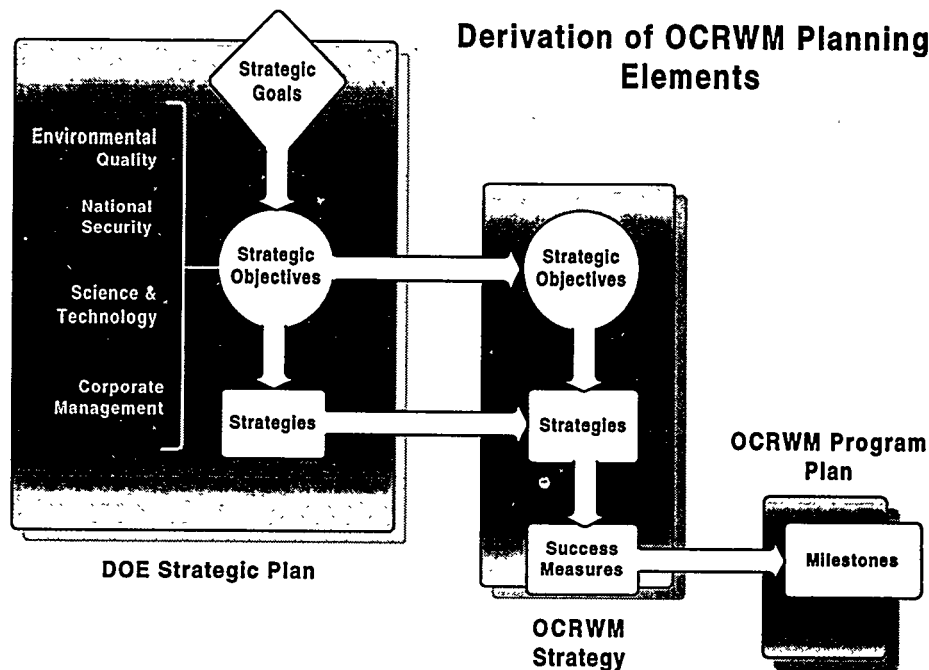 Derivation of OCRWM Planning
Elements
Strategic
Goals
Environmental
Quality
National
Security
Science &
Technology
Corporate
Management
Strategic
Objectives
Strategies
DOE Strategic Plan
Strategic
Objectives
Strategies
Success
Measures
OCRWM
Strategy
OCRWM Program
Plan
Milestones